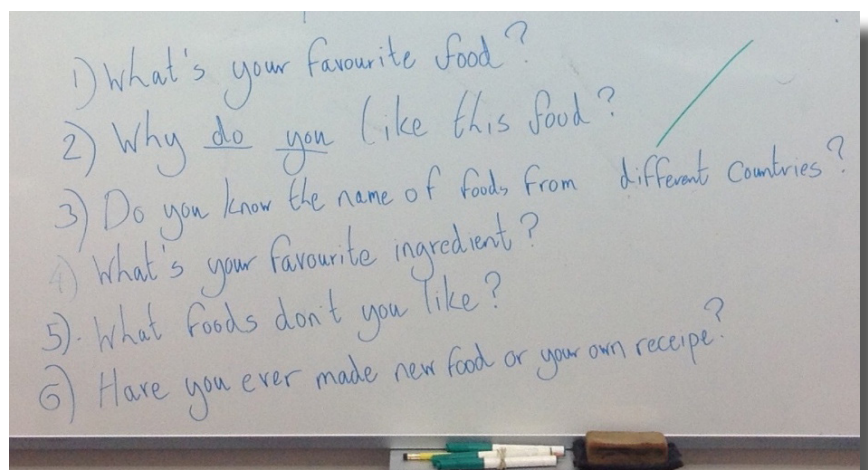 1) What's your favourite food?
2) Why do you like this food?
3) Do you know the name of foods from different countries?
4) What's your favourite ingredient?
5). What foods don't you like?
6) Have you ever made new food or your own receipe?